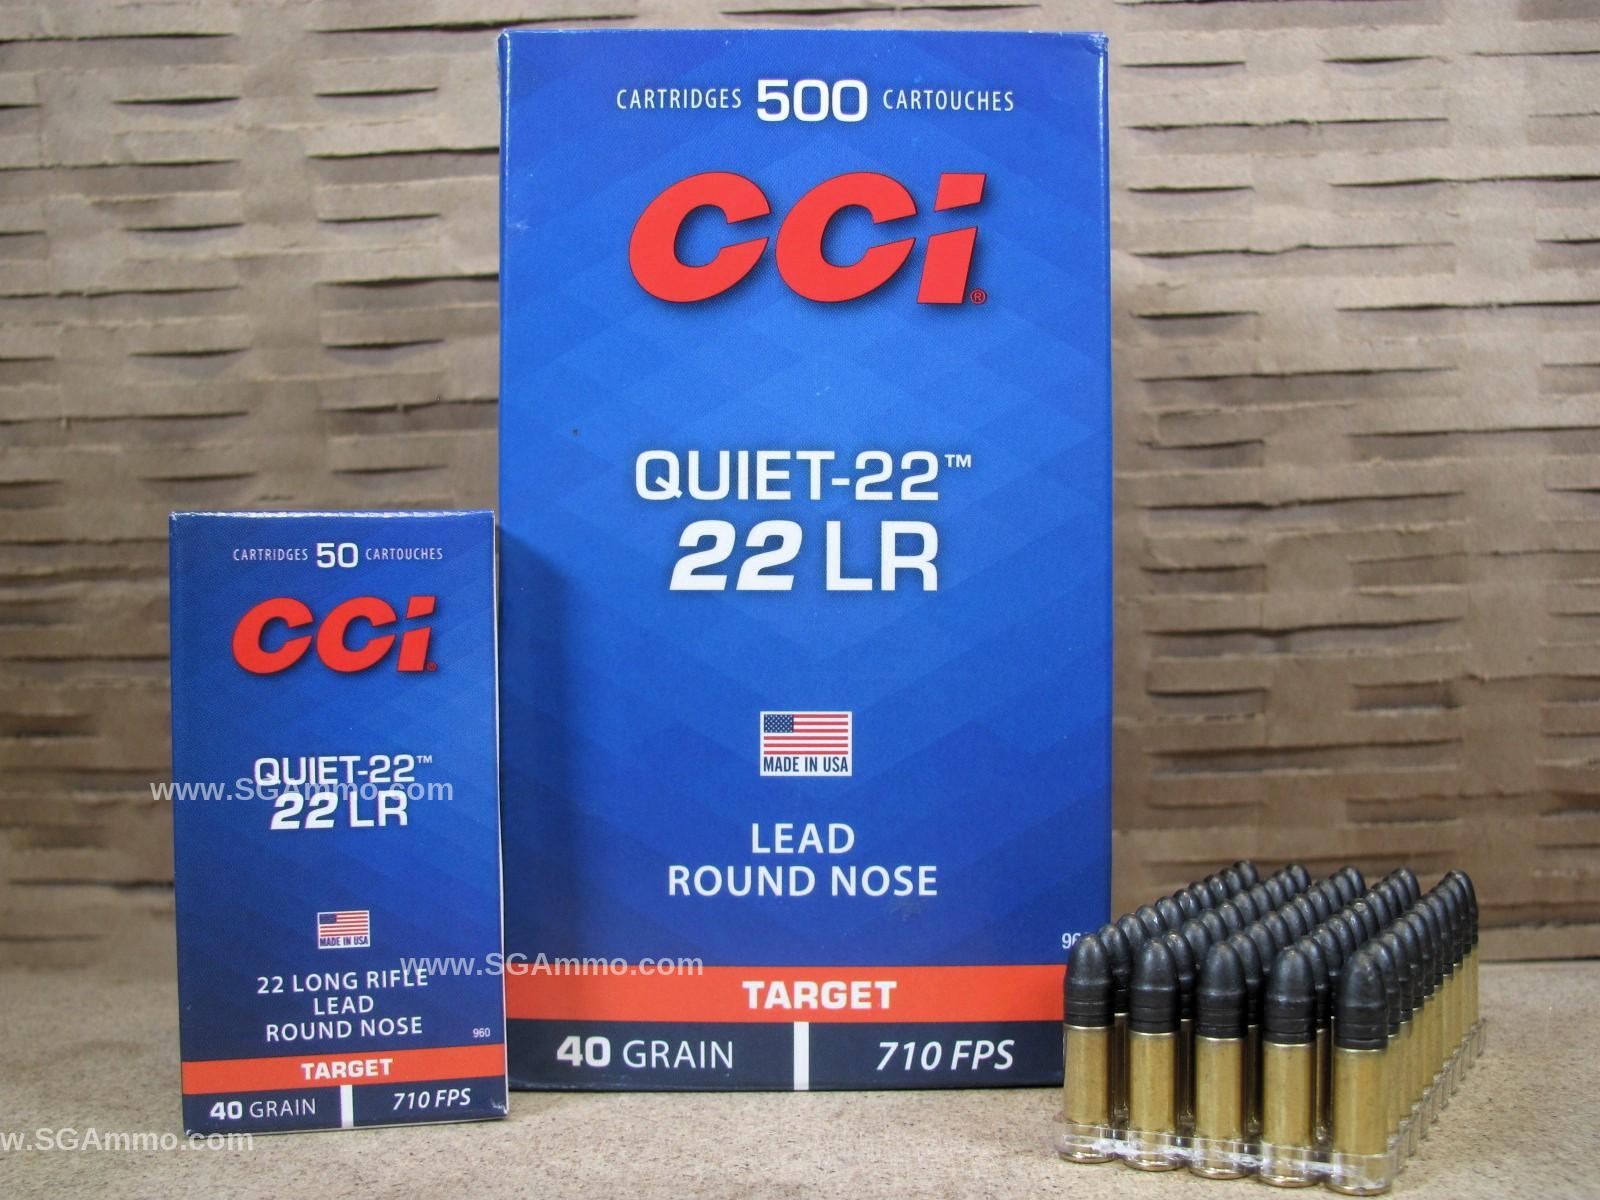 CARTRIDGES 500 CARTOUCHES
CCI®
QUIET-22™
22 LR
MADE IN USA
LEAD
ROUND NOSE
TARGET
40 GRAIN 710 FPS
CARTRIDGES 50 CARTOUCHES
CCI
QUIET-22™
www.SGAmmo.com
22 LR
MADE IN USA
www.SGAmmo.com
22 LONG RIFLE
LEAD
ROUND NOSE
960
TARGET
40 GRAIN 710 FPS
w.SGAmmo.com